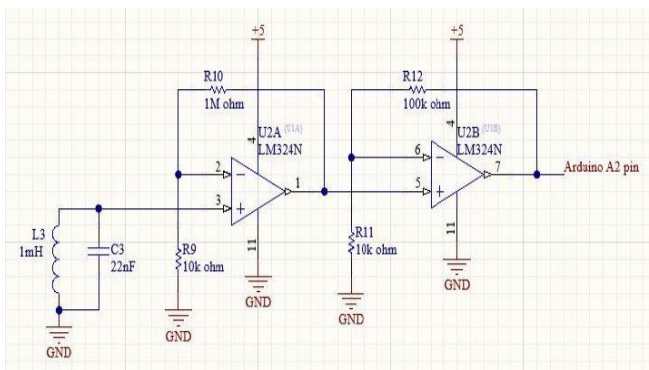 +5
+5
R10
1M ohm
R12
100k ohm
4
U2A (U1A)
LM324N
4
U2B (U1B)
LM324N
2
−
1
3
+
6
−
7
5
+
Arduino A2 pin
L3
1mH
C3
22nF
R9
10k ohm
11
R11
10k ohm
11
GND
GND
GND
GND
GND